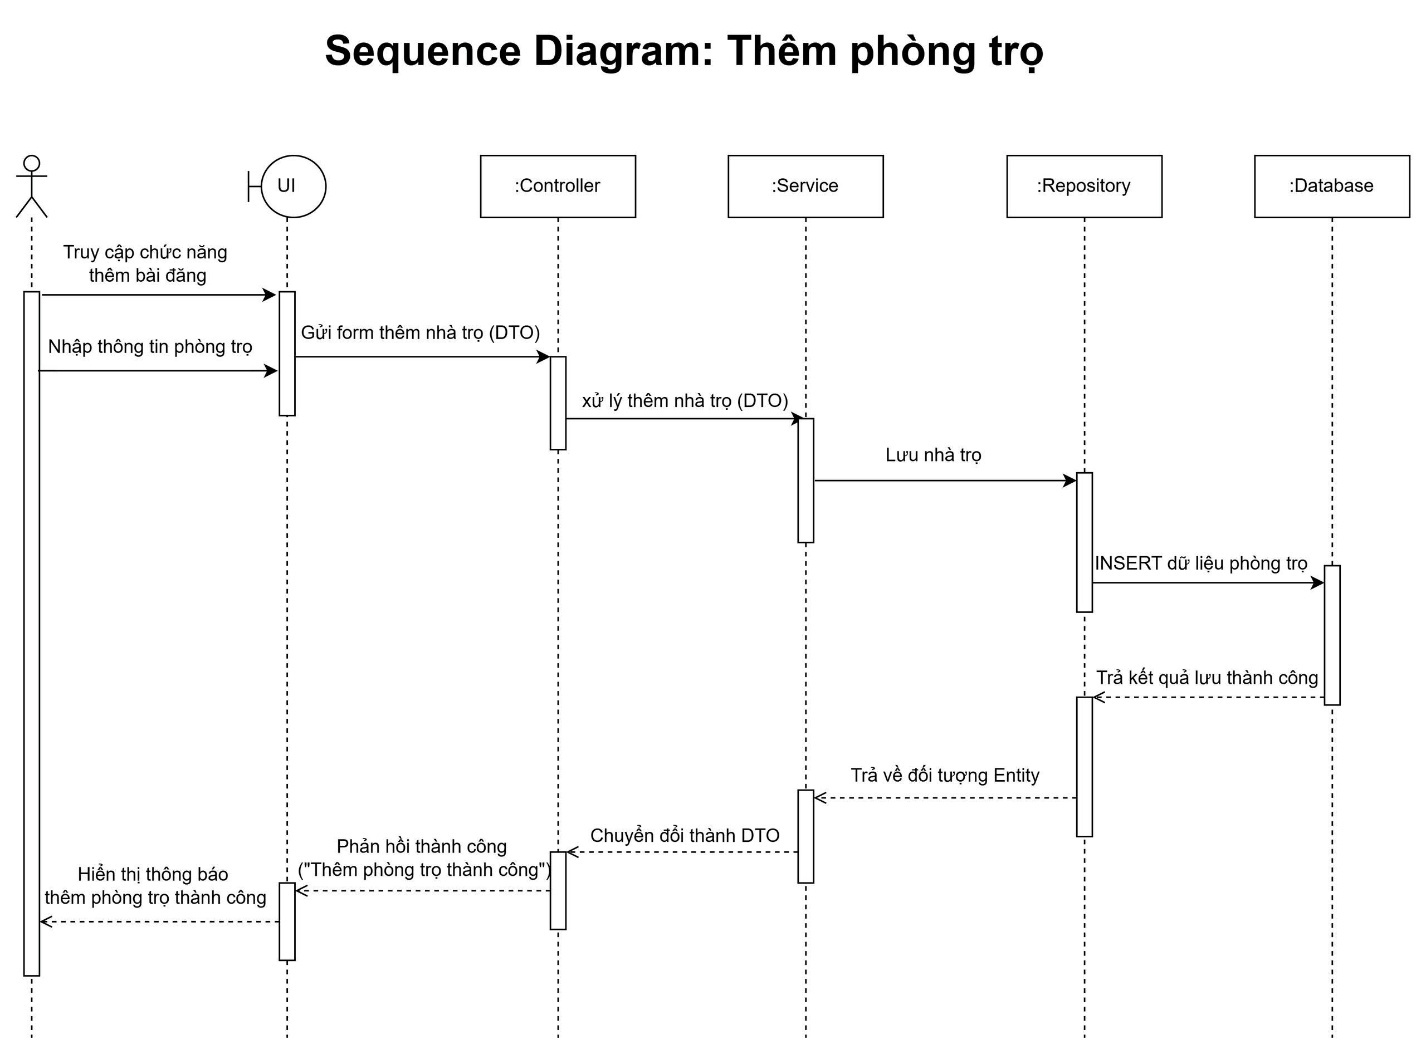 Sequence Diagram: Thêm phòng trọ
UI
:Controller
:Service
:Repository
:Database
Truy cập chức năng
thêm bài đăng
Gửi form thêm nhà trọ (DTO)
Nhập thông tin phòng trọ
xử lý thêm nhà trọ (DTO)
Lưu nhà trọ
INSERT dữ liệu phòng trọ
Trả kết quả lưu thành công
Trả về đối tượng Entity
Chuyển đổi thành DTO
Phản hồi thành công
("Thêm phòng trọ thành công")
Hiển thị thông báo
thêm phòng trọ thành công